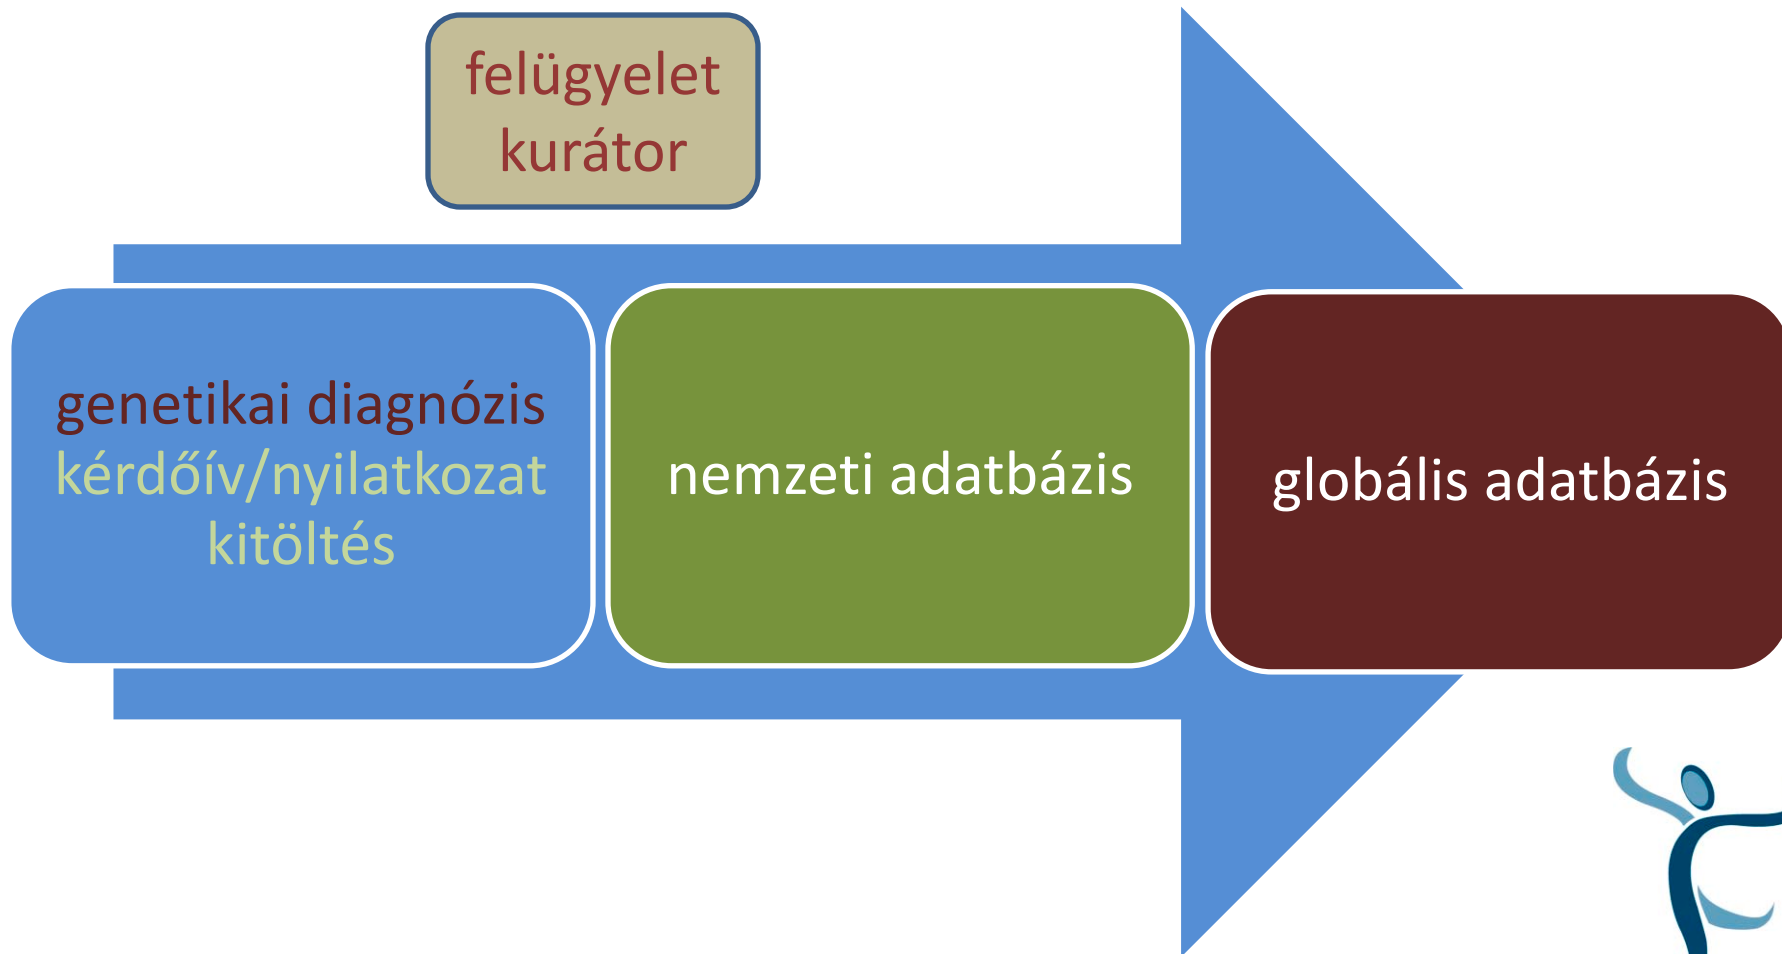 felügyelet
kurátor
genetikai diagnózis
kérdőív/nyilatkozat
kitöltés
nemzeti adatbázis
globális adatbázis